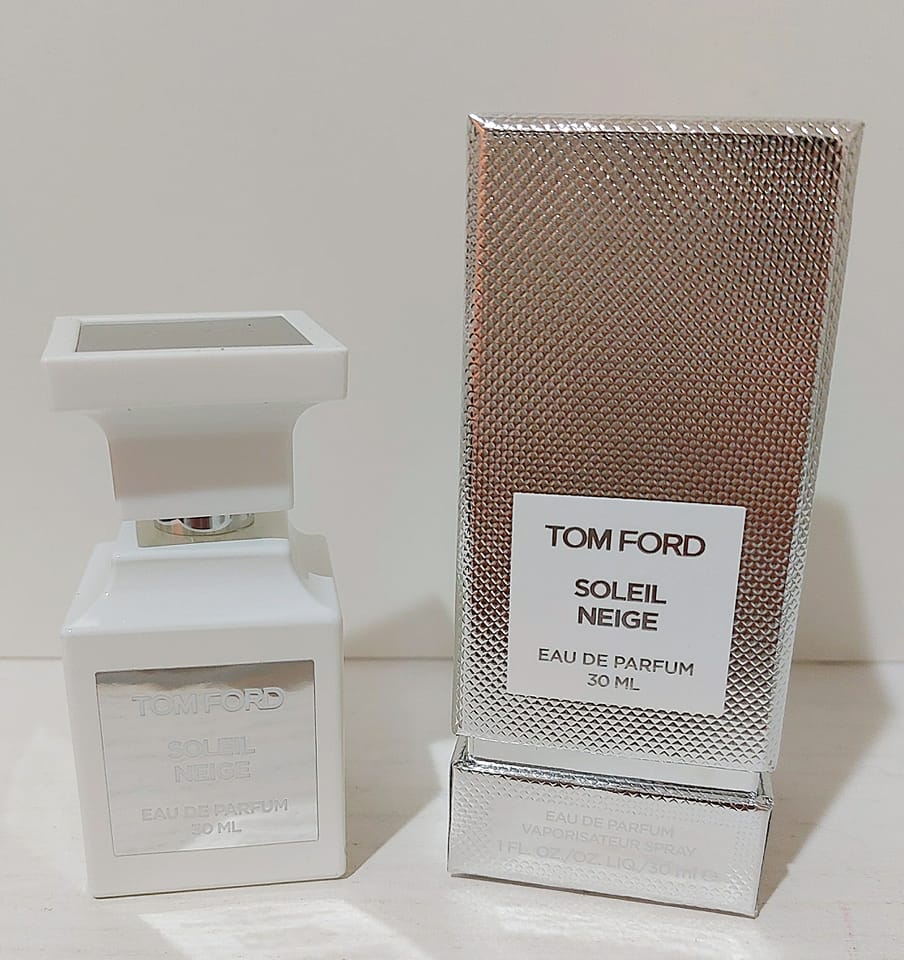 TOM FORD
SOLEIL
NEIGE
EAU DE PARFUM
30 ML
TOM FORD
SOLEIL
NEIGE
EAU DE PARFUM
30 ML
EAU DE PARFUM
VAPORISATEUR SPRAY
1 FL. OZ./OZ. LIQ./30 ml e